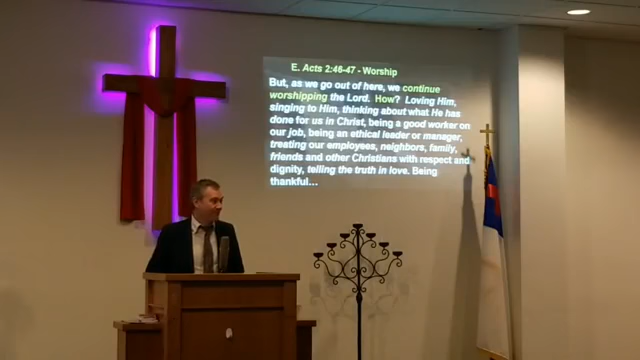 E. Acts 2:46-47 - Worship
But, as we go out of here, we continue
worshipping the Lord. How? Loving Him,
singing to Him, thinking about what He has
done for us in Christ, being a good worker on
our job, being an ethical leader or manager,
treating our employees, neighbors, family,
friends and other Christians with respect and
dignity, telling the truth in love. Being
thankful…